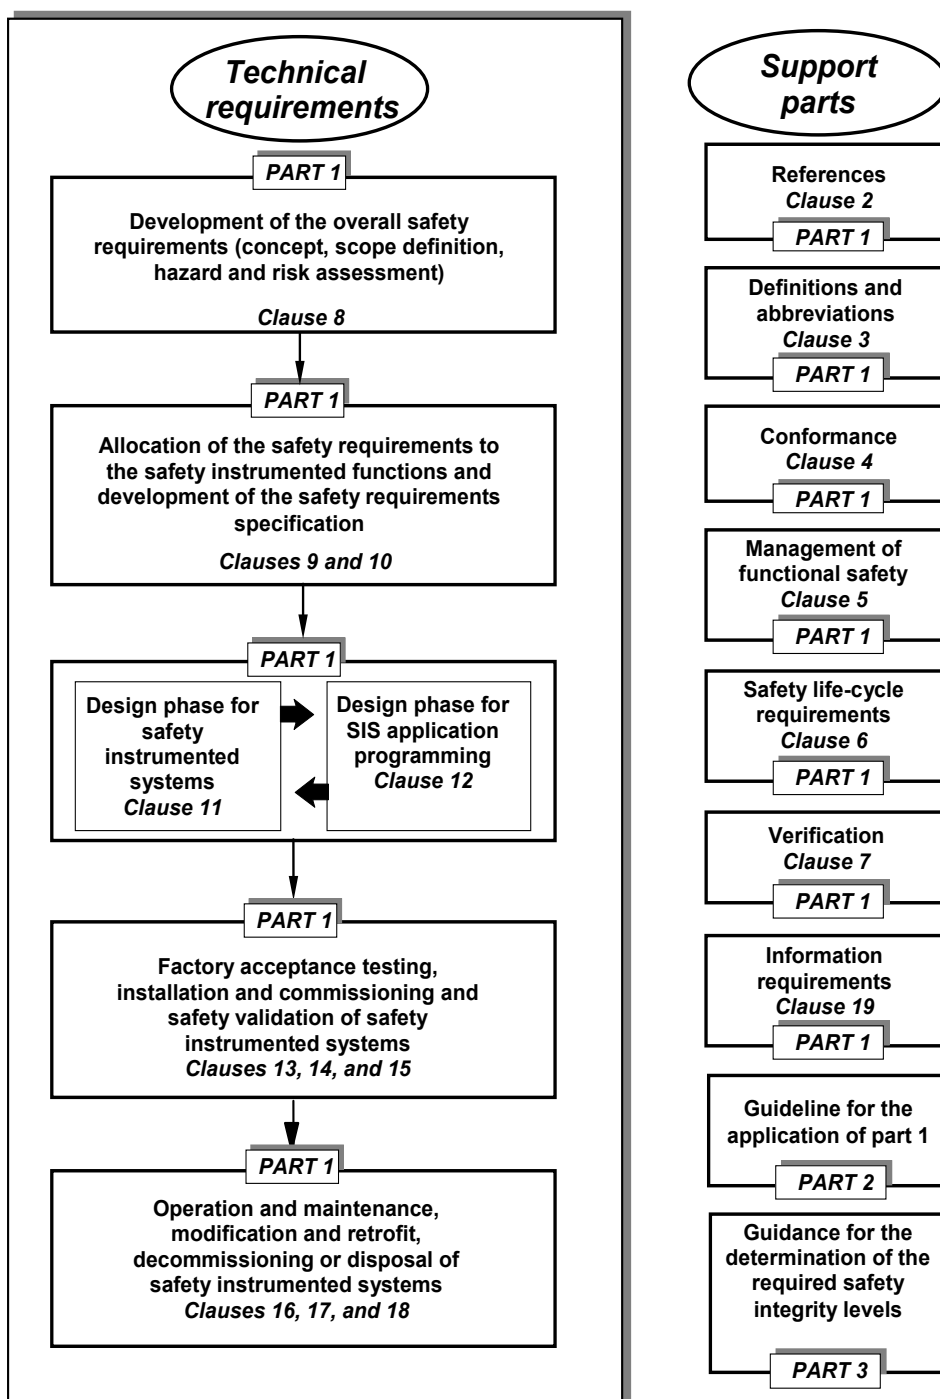 Technical
requirements
PART 1
Development of the overall safety
requirements (concept, scope definition,
hazard and risk assessment)
Clause 8
PART 1
Allocation of the safety requirements to
the safety instrumented functions and
development of the safety requirements
specification
Clauses 9 and 10
PART 1
Design phase for
safety
instrumented
systems
Clause 11
Design phase for
SIS application
programming
Clause 12
PART 1
Factory acceptance testing,
installation and commissioning and
safety validation of safety
instrumented systems
Clauses 13, 14, and 15
PART 1
Operation and maintenance,
modification and retrofit,
decommissioning or disposal of
safety instrumented systems
Clauses 16, 17, and 18
Support
parts
References
Clause 2
PART 1
Definitions and
abbreviations
Clause 3
PART 1
Conformance
Clause 4
PART 1
Management of
functional safety
Clause 5
PART 1
Safety life-cycle
requirements
Clause 6
PART 1
Verification
Clause 7
PART 1
Information
requirements
Clause 19
PART 1
Guideline for the
application of part 1
PART 2
Guidance for the
determination of the
required safety
integrity levels
PART 3